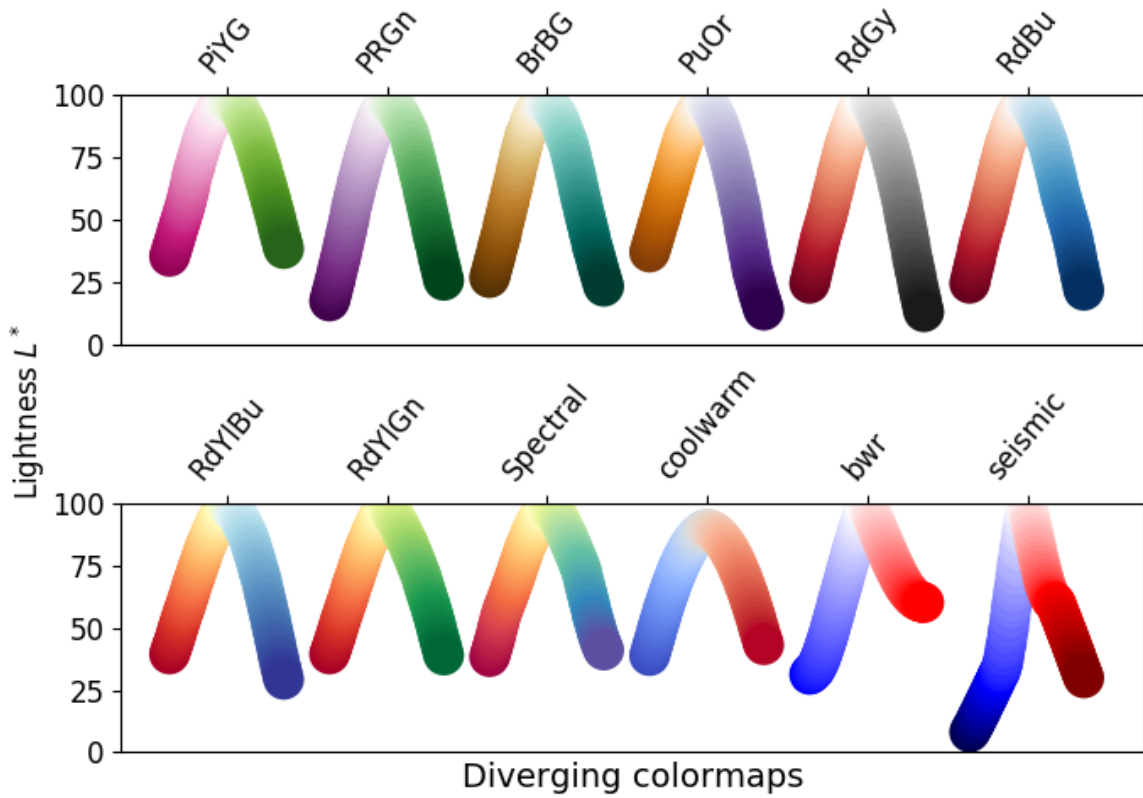 PiYG PRGn BrBG PuOr RdGy RdBu
100
75
50
25
0
Lightness L*
RdYlBu RdYlGn Spectral coolwarm bwr seismic
100
75
50
25
0
Diverging colormaps